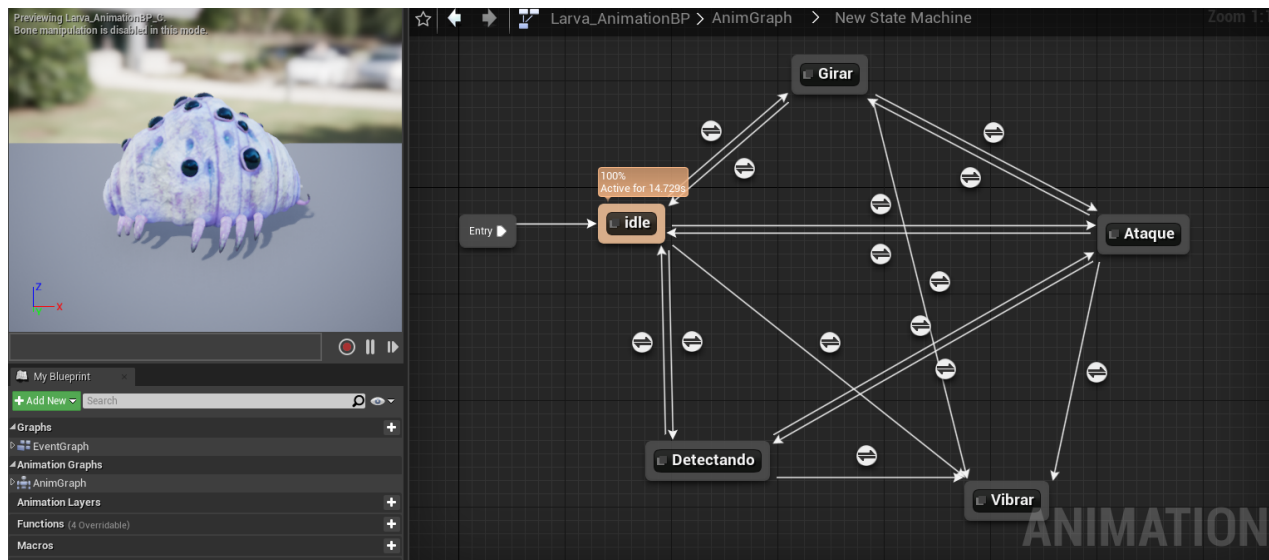 Previewing Larva_AnimationBP_C.
Bone manipulation is disabled in this mode.
Larva_AnimationBP > AnimGraph > New State Machine
Zoom 1:
Girar
100%
Active for 14.729s
idle
Entry
Ataque
Detectando
Vibrar
ANIMATION
Z
X
Y
My Blueprint
Add New
Search
Graphs
EventGraph
Animation Graphs
AnimGraph
Animation Layers
Functions (4 Overridable)
Macros